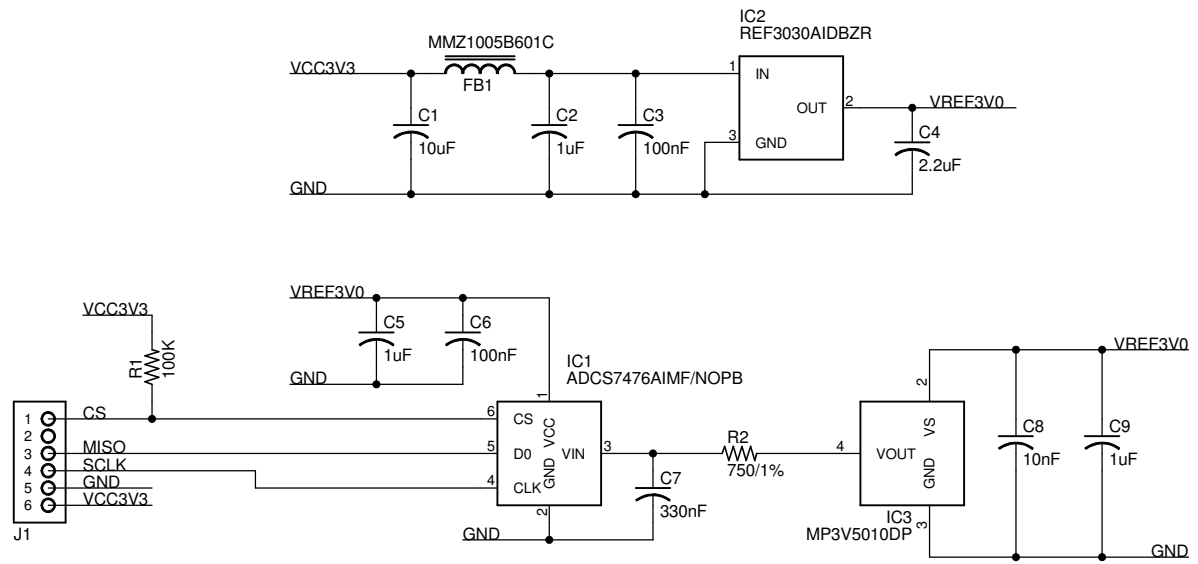 IC2
REF3030AIDBZR
MMZ1005B601C
VCC3V3
FB1
1
IN
OUT
2
VREF3V0
3
GND
C1
10uF
C2
1uF
C3
100nF
C4
2.2uF
GND
VREF3V0
VCC3V3
R1
100K
C5
1uF
C6
100nF
GND
IC1
ADCS7476AIMF/NOPB
VREF3V0
1
CS
2
3
MISO
4
SCLK
5
GND
6
VCC3V3
J1
6
CS
5
D0
4
CLK
1
VCC
GND
2
VIN
3
R2
750/1%
C7
330nF
GND
4
VOUT
2
VS
GND
3
IC3
MP3V5010DP
C8
10nF
C9
1uF
GND